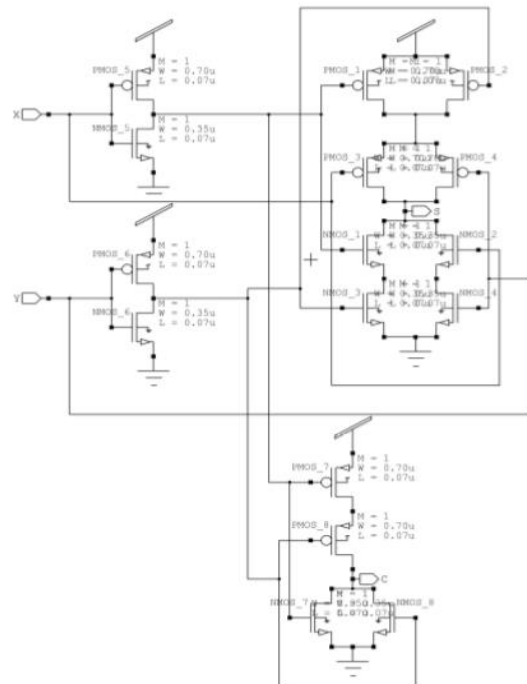 X
PMOS_5
M = 1
W = 0.70u
L = 0.07u
NMOS_5
M = 1
W = 0.35u
L = 0.07u
Y
PMOS_6
M = 1
W = 0.70u
L = 0.07u
NMOS_6
M = 1
W = 0.35u
L = 0.07u
PMOS_1
PMOS_2
PMOS_3
PMOS_4
S
NMOS_1
NMOS_2
NMOS_3
NMOS_4
PMOS_7
M = 1
W = 0.70u
L = 0.07u
PMOS_8
M = 1
W = 0.70u
L = 0.07u
C
NMOS_7
M = 1
NMOS_8